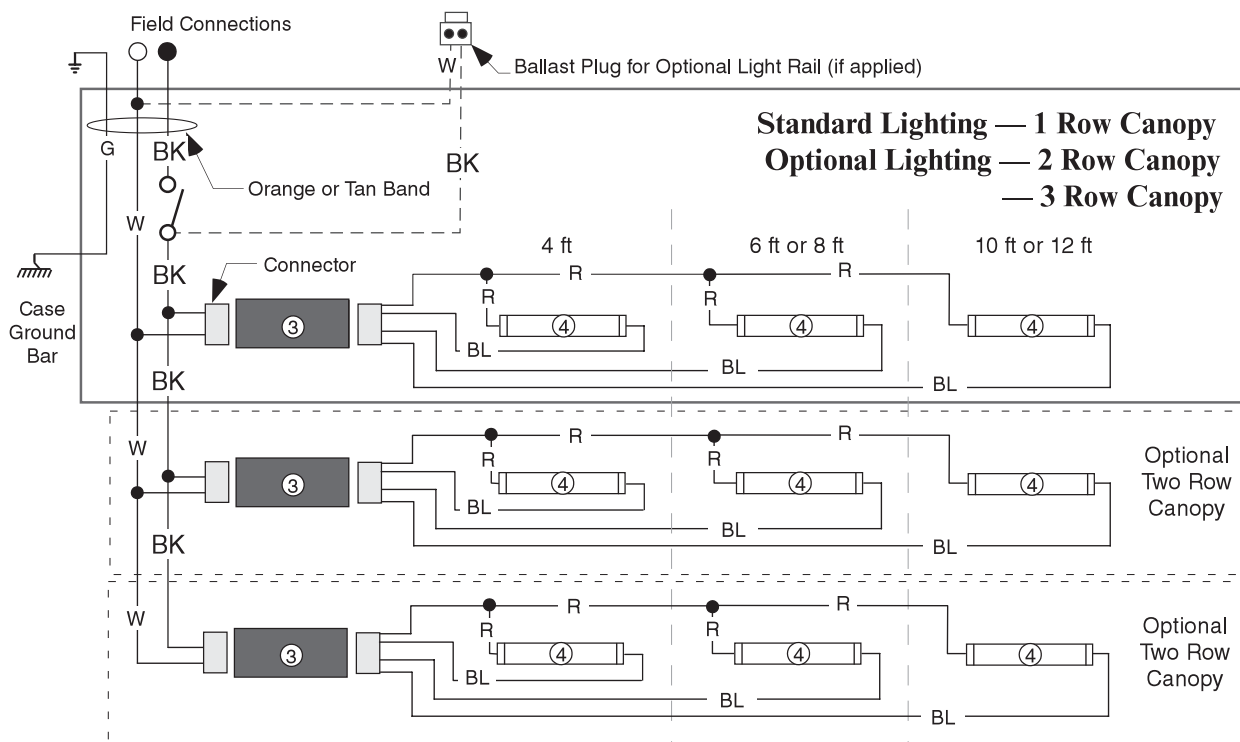 Field Connections
W
Ballast Plug for Optional Light Rail (if applied)
Standard Lighting — 1 Row Canopy
Optional Lighting — 2 Row Canopy
— 3 Row Canopy
G
BK
BK
Orange or Tan Band
W
4 ft
6 ft or 8 ft
10 ft or 12 ft
BK
Connector
R
R
Case
Ground
Bar
R
R
3
4
4
4
BL
BL
BL
BK
W
R
R
R
R
3
4
4
4
BL
BL
BL
Optional
Two Row
Canopy
BK
W
R
R
R
R
3
4
4
4
BL
BL
BL
Optional
Two Row
Canopy